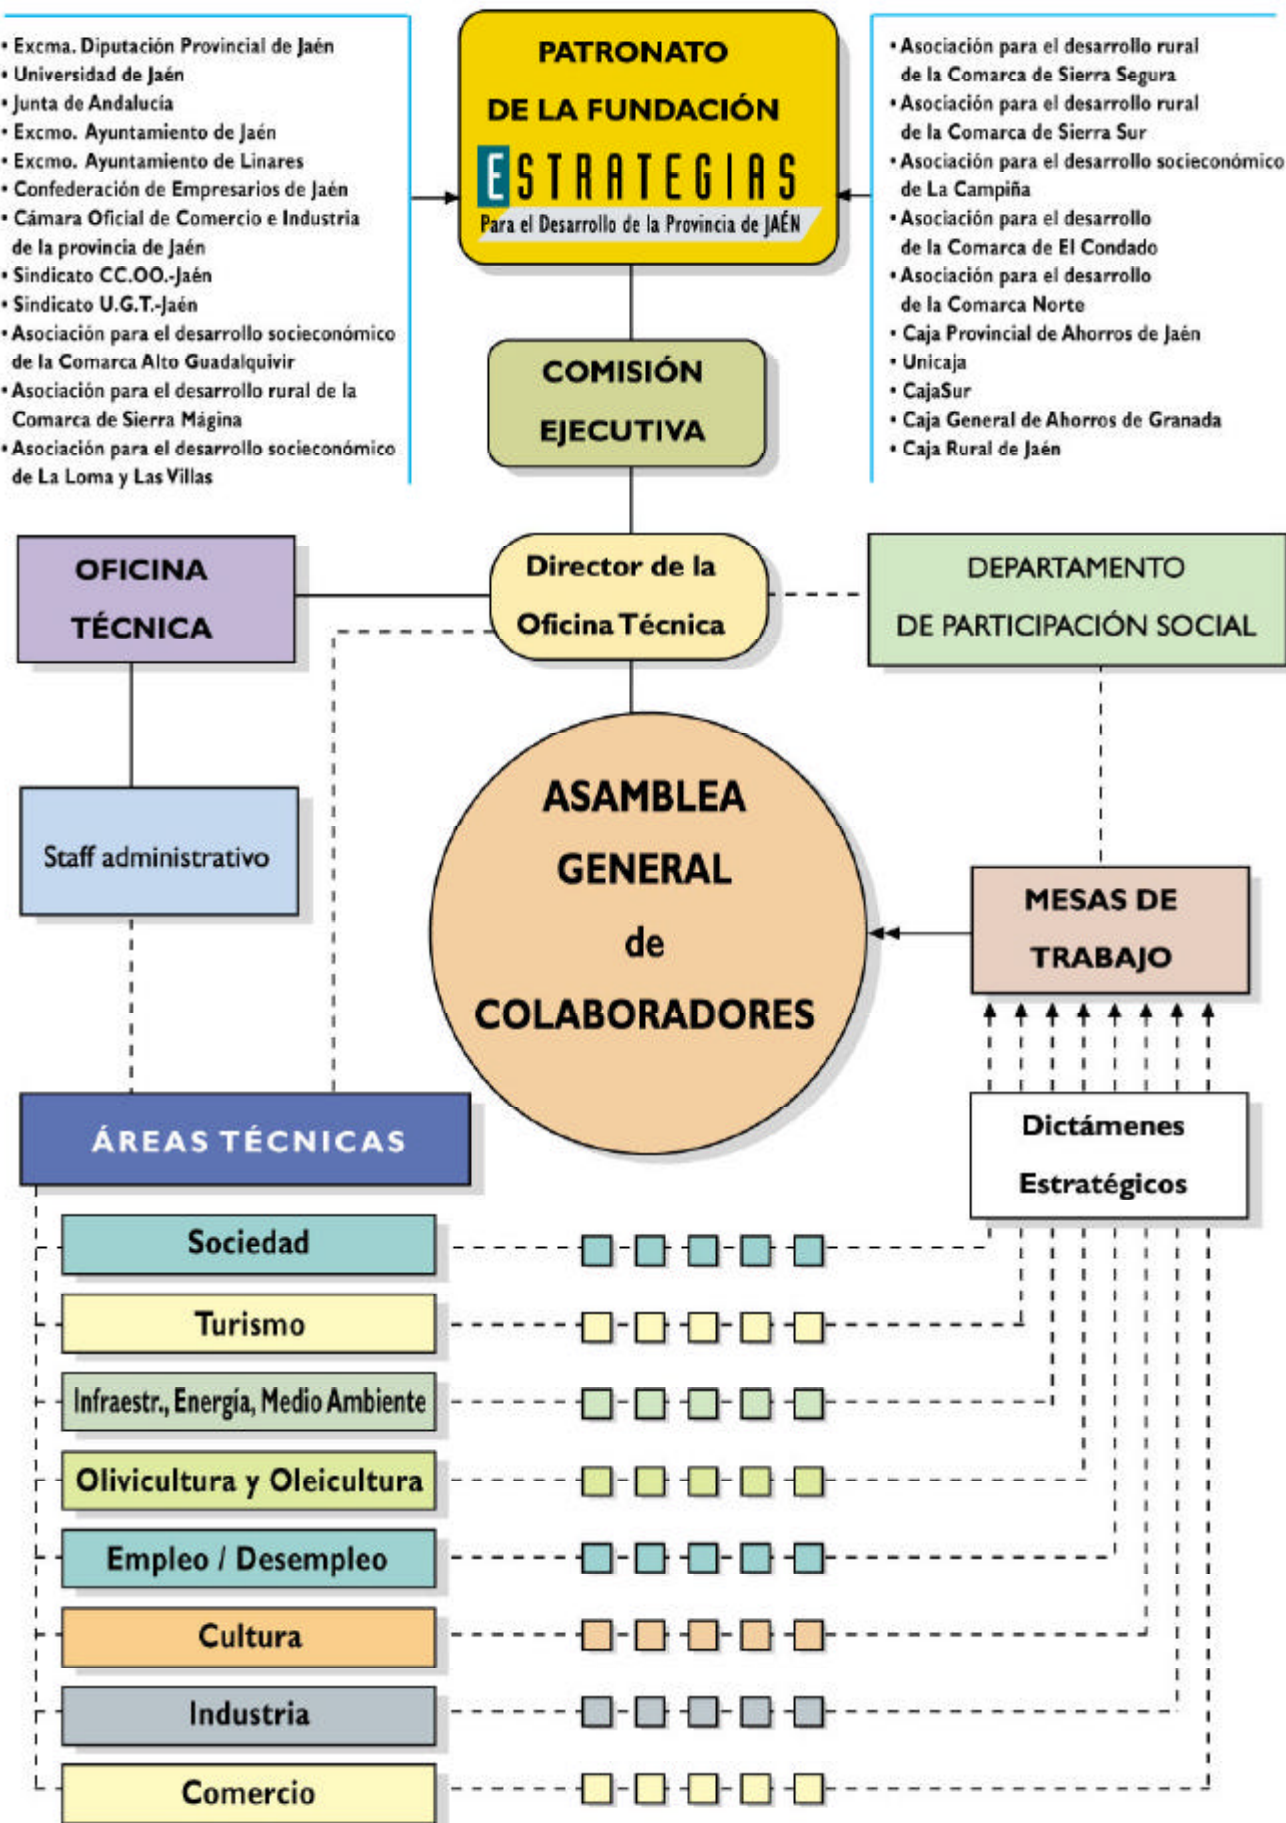 • Excma. Diputación Provincial de Jaén
• Universidad de Jaén
• Junta de Andalucía
• Excmo. Ayuntamiento de Jaén
• Excmo. Ayuntamiento de Linares
• Confederación de Empresarios de Jaén
• Cámara Oficial de Comercio e Industria
de la provincia de Jaén
• Sindicato CC.OO.-Jaén
• Sindicato U.G.T.-Jaén
• Asociación para el desarrollo socieconómico
de la Comarca Alto Guadalquivir
• Asociación para el desarrollo rural de la
Comarca de Sierra Mágina
• Asociación para el desarrollo socieconómico
de La Loma y Las Villas
PATRONATO
DE LA FUNDACIÓN
ESTRATEGIAS
Para el Desarrollo de la Provincia de JAÉN
• Asociación para el desarrollo rural
de la Comarca de Sierra Segura
• Asociación para el desarrollo rural
de la Comarca de Sierra Sur
• Asociación para el desarrollo socieconómico
de La Campiña
• Asociación para el desarrollo
de la Comarca de El Condado
• Asociación para el desarrollo
de la Comarca Norte
• Caja Provincial de Ahorros de Jaén
• Unicaja
• CajaSur
• Caja General de Ahorros de Granada
• Caja Rural de Jaén
COMISIÓN
EJECUTIVA
OFICINA
TÉCNICA
Director de la
Oficina Técnica
DEPARTAMENTO
DE PARTICIPACIÓN SOCIAL
Staff administrativo
ASAMBLEA
GENERAL
de
COLABORADORES
MESAS DE
TRABAJO
ÁREAS TÉCNICAS
Dictámenes
Estratégicos
Sociedad
Turismo
Infraestr., Energía, Medio Ambiente
Olivicultura y Oleicultura
Empleo / Desempleo
Cultura
Industria
Comercio